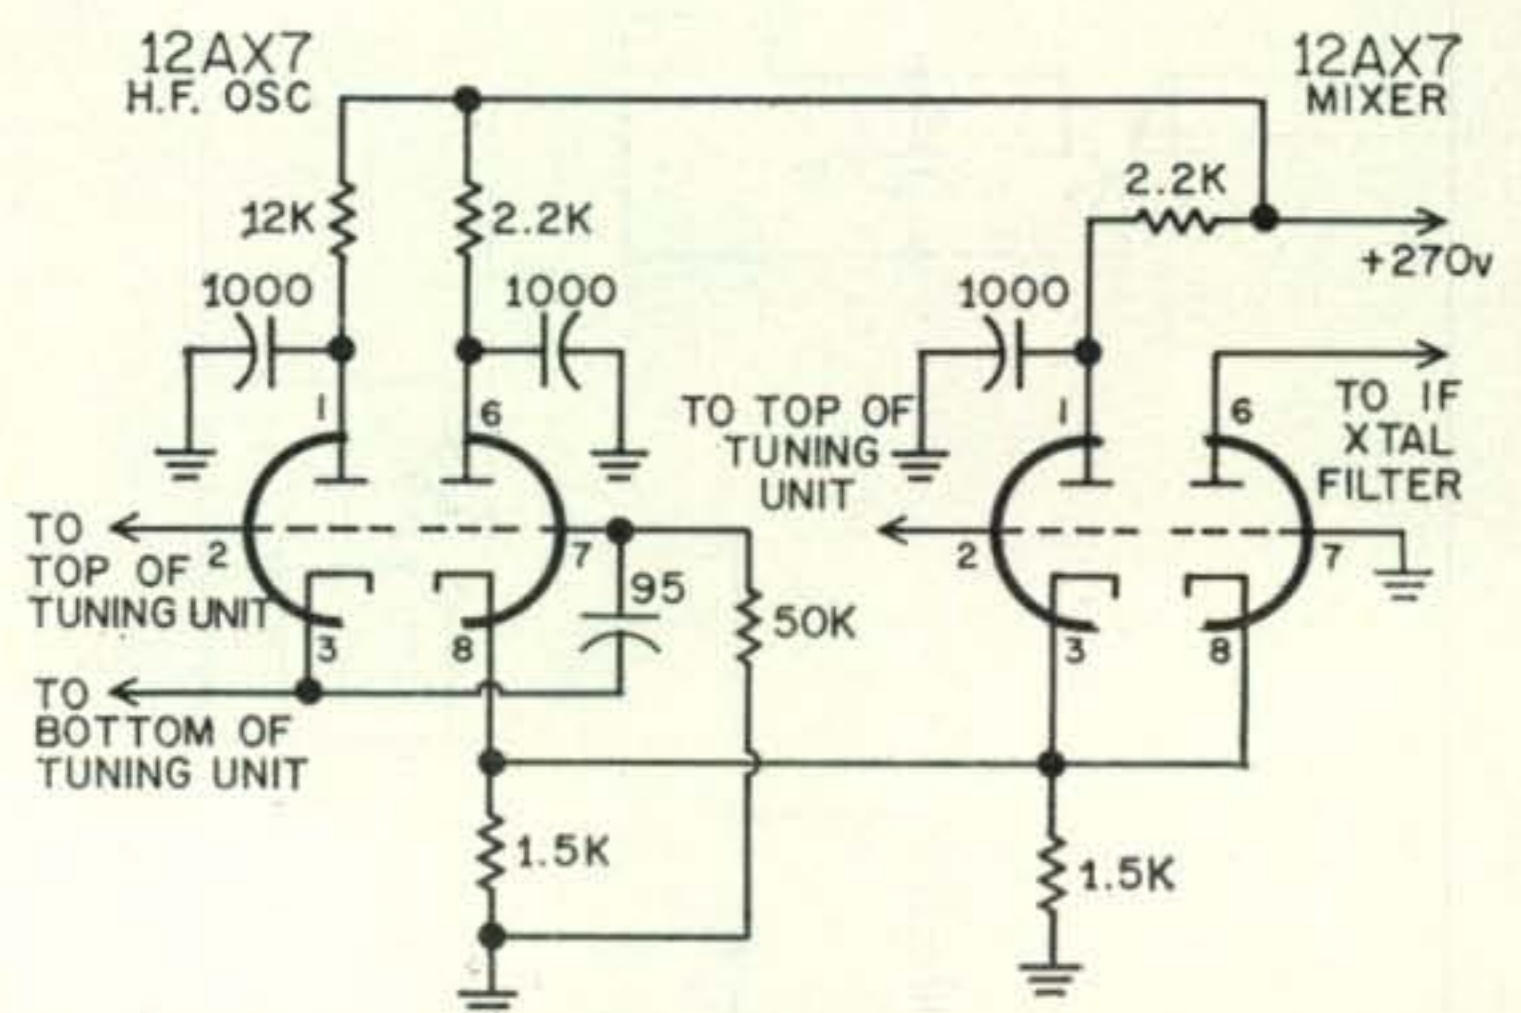 12AX7
H.F. OSC
12AX7
MIXER
2.2K
12K
2.2K
+270v
1000
1000
1000
TO TOP OF
TUNING
UNIT
TO IF
XTAL
FILTER
1
6
1
6
TO
TOP OF
TUNING UNIT
2
7
2
7
95
50K
3
8
3
8
TO
BOTTOM OF
TUNING UNIT
1.5K
1.5K